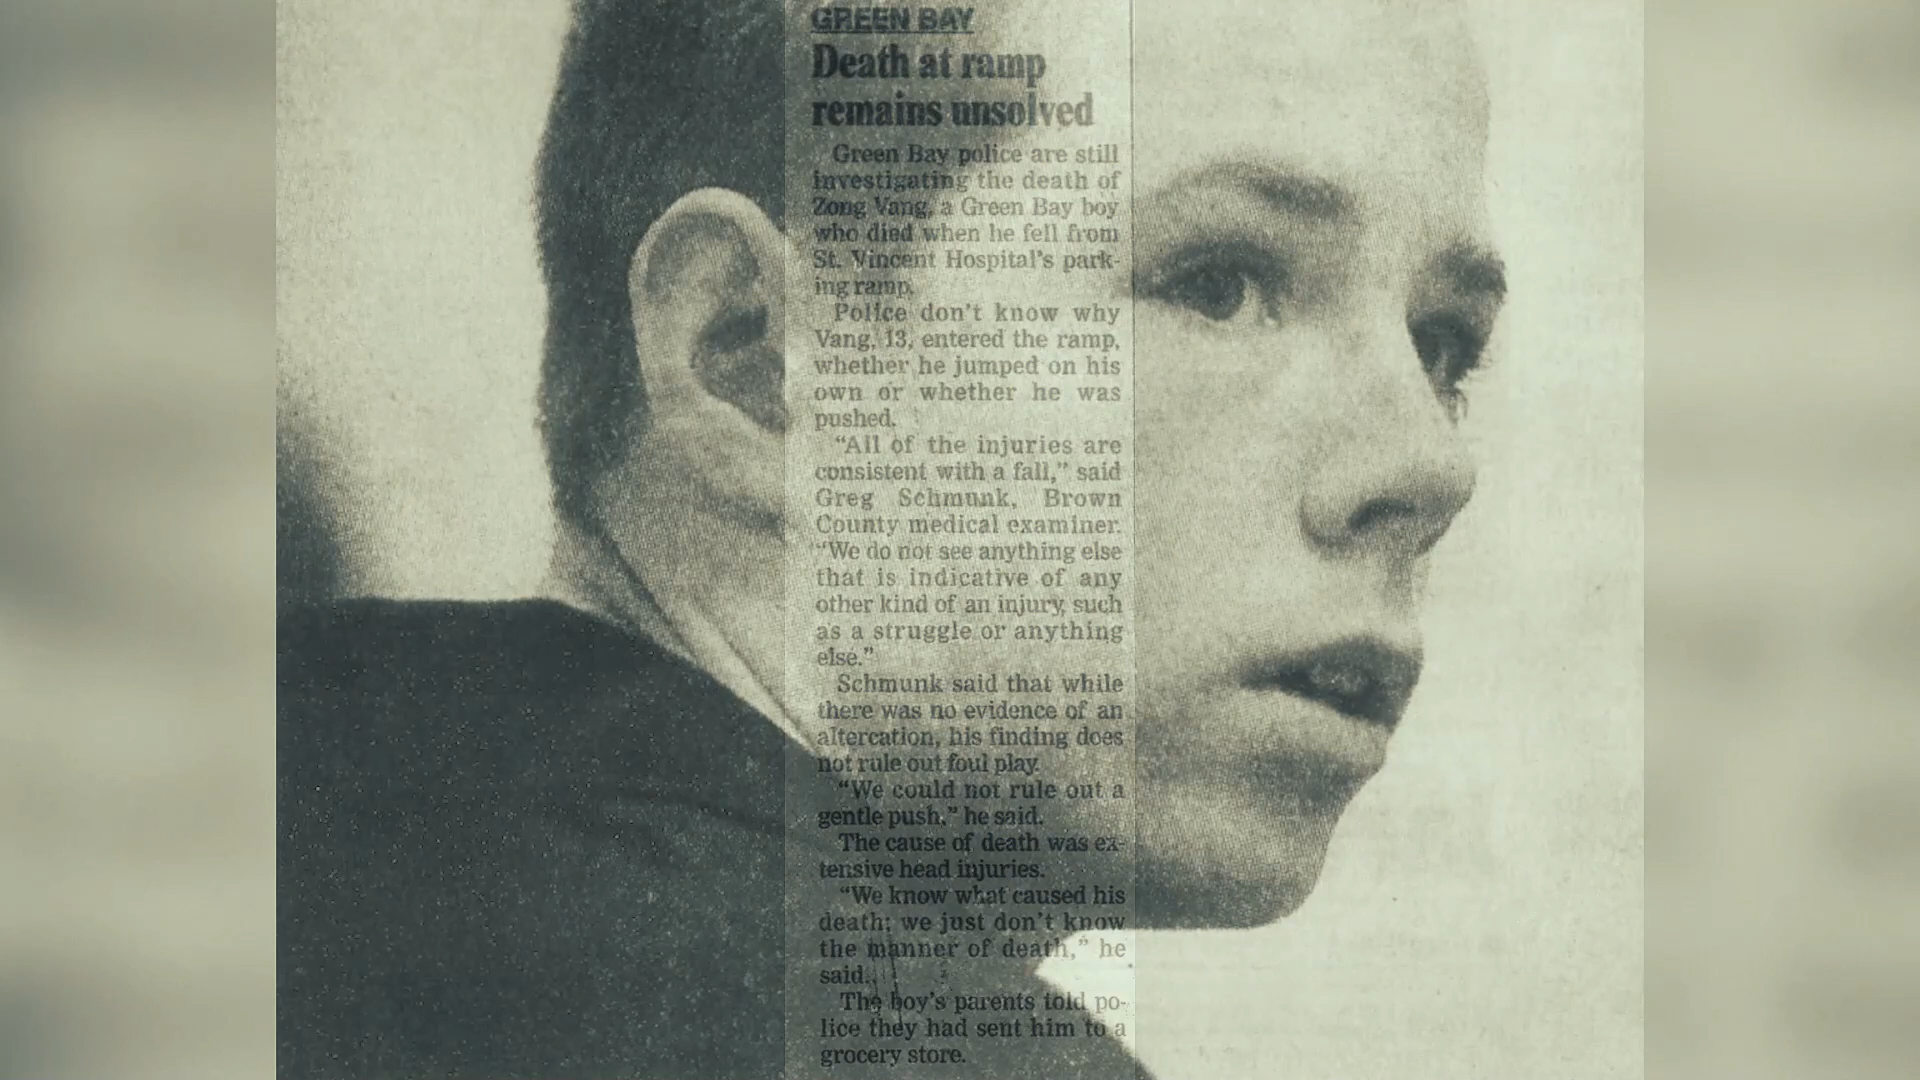 GREEN BAY
Death at ramp
remains unsolved
Green Bay police are still
investigating the death of
Zong Vang, a Green Bay boy
who died when he fell from
St. Vincent Hospital's park-
ing ramp.
Police don't know why
Vang, 13, entered the ramp,
whether he jumped on his
own or whether he was
pushed.
“All of the injuries are
consistent with a fall,” said
Greg Schmunk, Brown
County medical examiner.
“We do not see anything else
that is indicative of any
other kind of an injury, such
as a struggle or anything
else.”
Schmunk said that while
there was no evidence of an
altercation, his finding does
not rule out foul play.
“We could not rule out a
gentle push,” he said.
The cause of death was ex-
tensive head injuries.
“We know what caused his
death; we just don't know
the manner of death,” he
said.
The boy's parents told po-
lice they had sent him to a
grocery store.